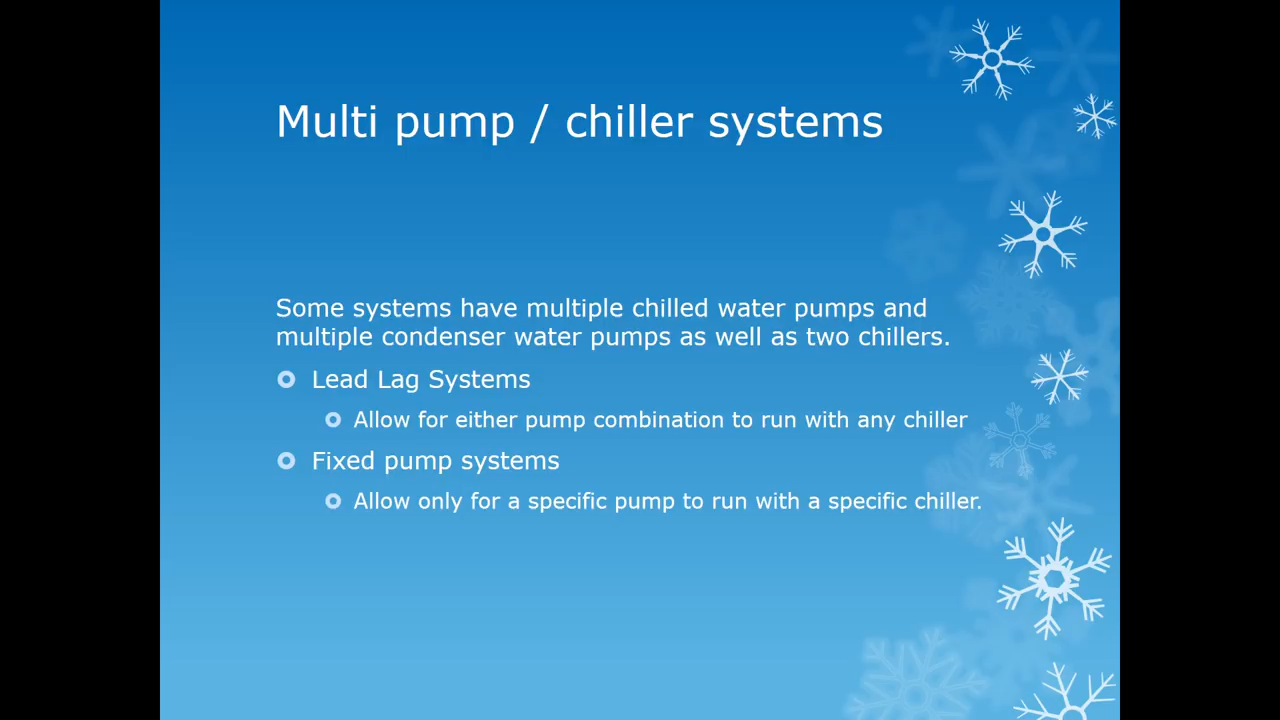 Multi pump / chiller systems
Some systems have multiple chilled water pumps and
multiple condenser water pumps as well as two chillers.
Lead Lag Systems
Allow for either pump combination to run with any chiller
Fixed pump systems
Allow only for a specific pump to run with a specific chiller.